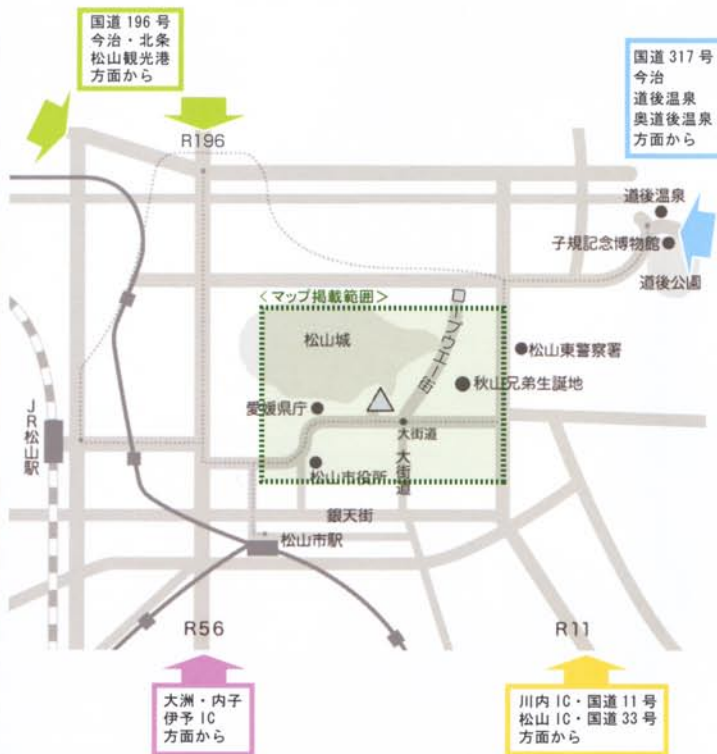 国道 196 号
今治・北条
松山観光港
方面から
国道 317 号
今治
道後温泉
奥道後温泉
方面から
R196
道後温泉
子規記念博物館
道後公園
＜マップ掲載範囲＞
松山城
ロープウエー街
松山東警察署
秋山兄弟生誕地
愛媛県庁
大街道
大街道
JR松山駅
松山市役所
銀天街
松山市駅
R56
R11
大洲・内子
伊予 IC
方面から
川内 IC・国道 11 号
松山 IC・国道 33 号
方面から